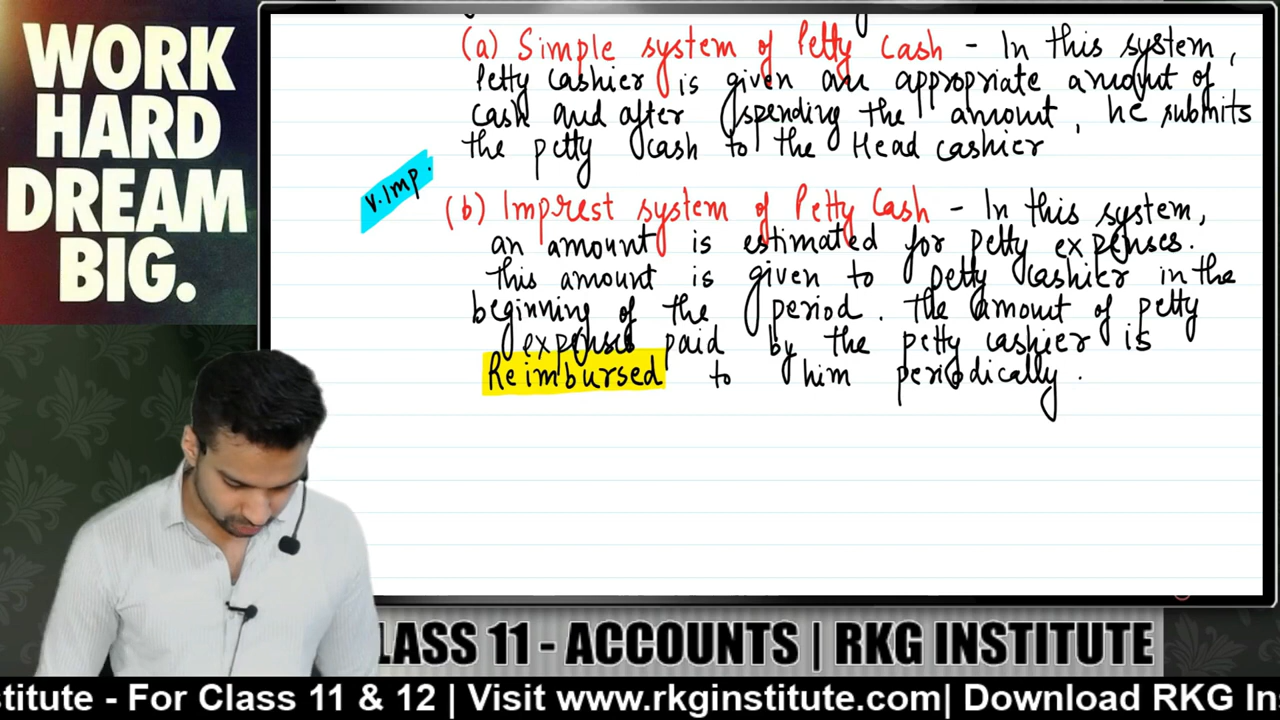 WORK
HARD
DREAM
BIG.
(a) Simple system of Petty Cash - In this system,
Petty cashier is given an appropriate amount of
cash and after spending the amount, he submits
the petty cash to the Head cashier
V. Imp.
(b) Imprest system of Petty Cash - In this system,
an amount is estimated for petty expenses.
This amount is given to petty cashier in the
beginning of the period. The amount of petty
expenses paid by the petty cashier is
Reimbursed to him periodically.
LASS 11 - ACCOUNTS | RKG INSTITUTE
stitute - For Class 11 & 12 | Visit www.rkginstitute.com| Download RKG Ins